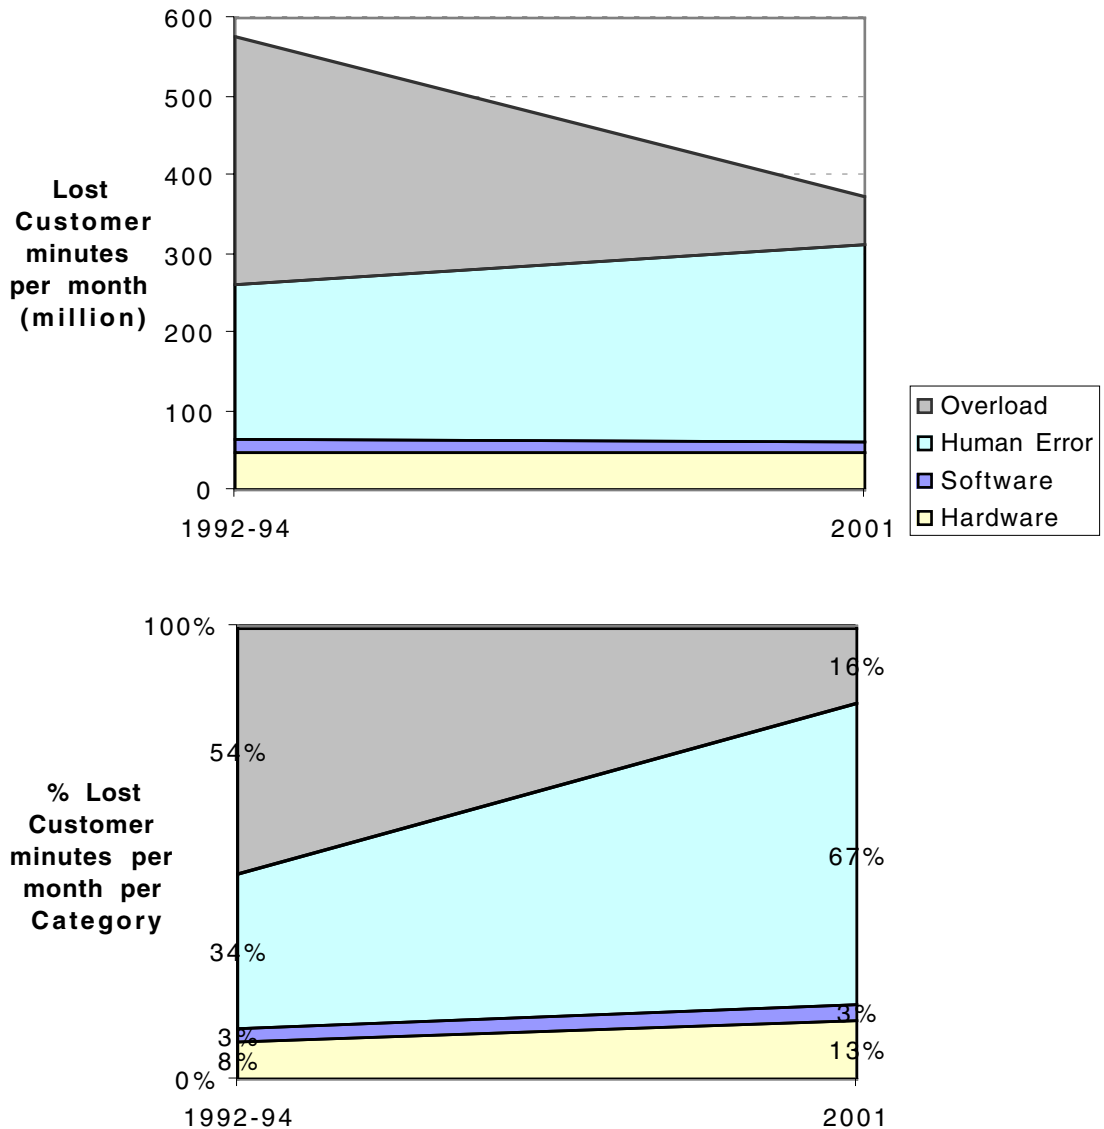 600
500
400
300
200
100
0
Lost
Customer
minutes
per month
(million)
1992-94
2001
Overload
Human Error
Software
Hardware
100%
0%
% Lost
Customer
minutes per
month per
Category
54%
34%
3%
8%
16%
67%
3%
13%
1992-94
2001